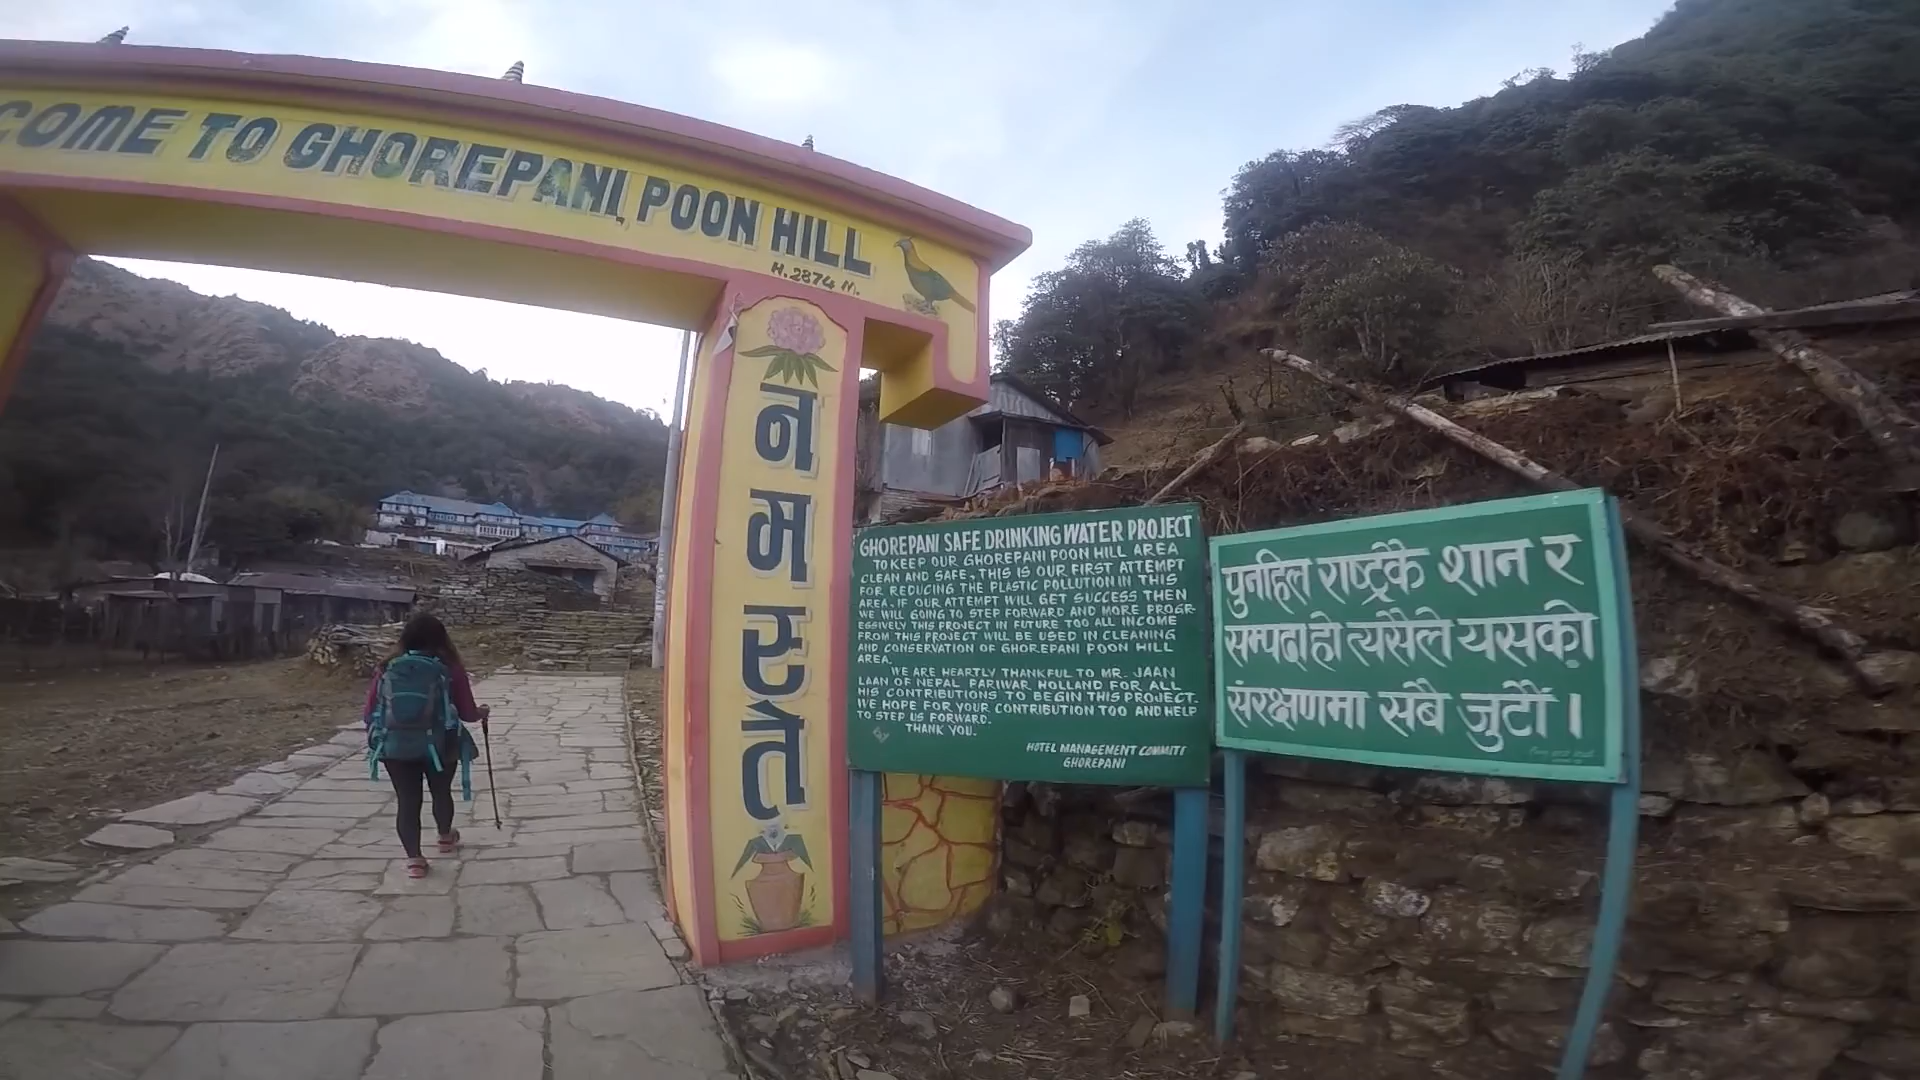 COME TO GHOREPANI, POON HILL
H. 2874 M.
नमस्ते
GHOREPANI SAFE DRINKING WATER PROJECT
TO KEEP OUR GHOREPANI POON HILL AREA
CLEAN AND SAFE, THIS IS OUR FIRST ATTEMPT
FOR REDUCING THE PLASTIC POLLUTION IN THIS
AREA. IF OUR ATTEMPT WILL GET SUCCESS THEN
WE WILL GOING TO STEP FORWARD AND MORE PROGR-
ESSIVELY THIS PROJECT IN FUTURE TOO ALL INCOME
FROM THIS PROJECT WILL BE USED IN CLEANING
AND CONSERVATION OF GHOREPANI POON HILL
AREA.
WE ARE HEARTLY THANKFUL TO MR. JAAN
LAAN OF NEPAL PARIWAR HOLLAND FOR ALL
HIS CONTRIBUTIONS TO BEGIN THIS PROJECT.
WE HOPE FOR YOUR CONTRIBUTION TOO AND HELP
TO STEP US FORWARD.
THANK YOU.
HOTEL MANAGEMENT COMMITE
GHOREPANI
पुनहिल राष्ट्रकै शान र
सम्पदा हो त्यसैले यसको
संरक्षणमा सबै जुटौं ।